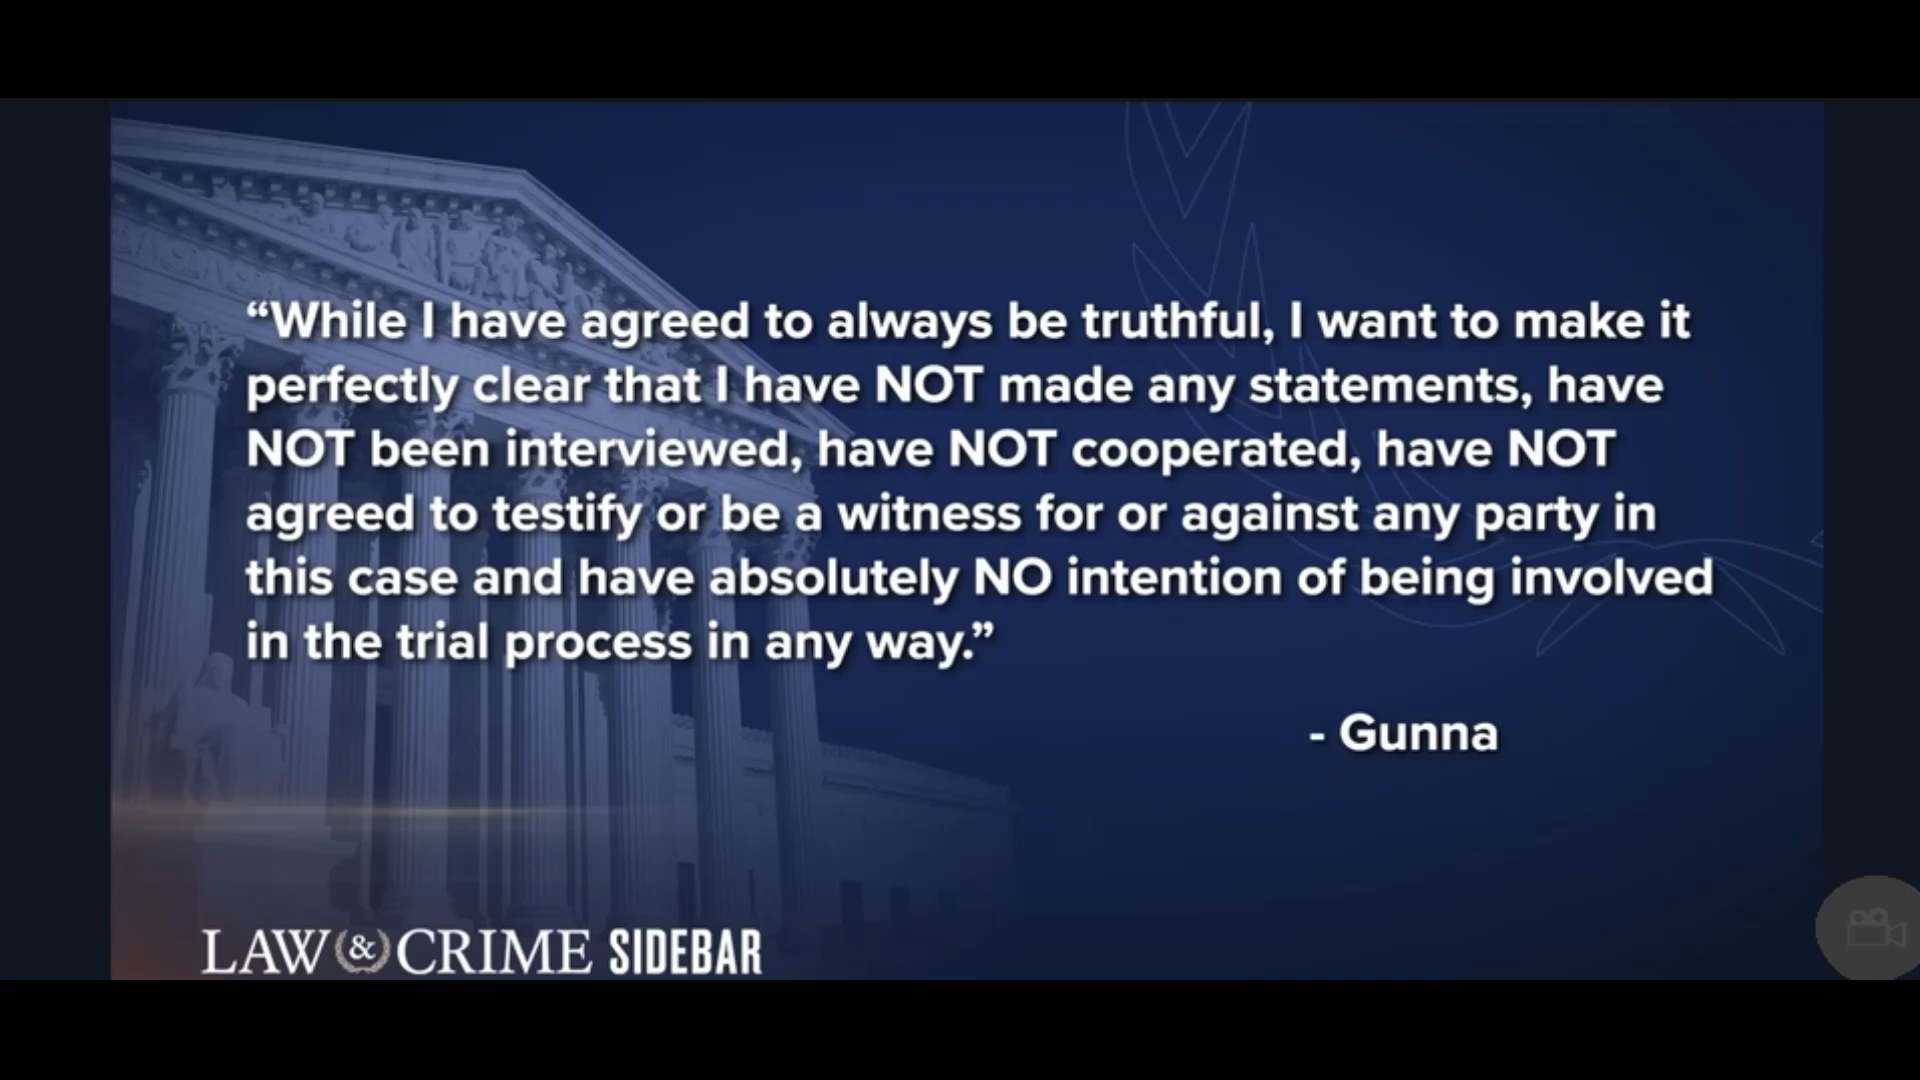 “While I have agreed to always be truthful, I want to make it
perfectly clear that I have NOT made any statements, have
NOT been interviewed, have NOT cooperated, have NOT
agreed to testify or be a witness for or against any party in
this case and have absolutely NO intention of being involved
in the trial process in any way.”
- Gunna
LAW & CRIME SIDEBAR